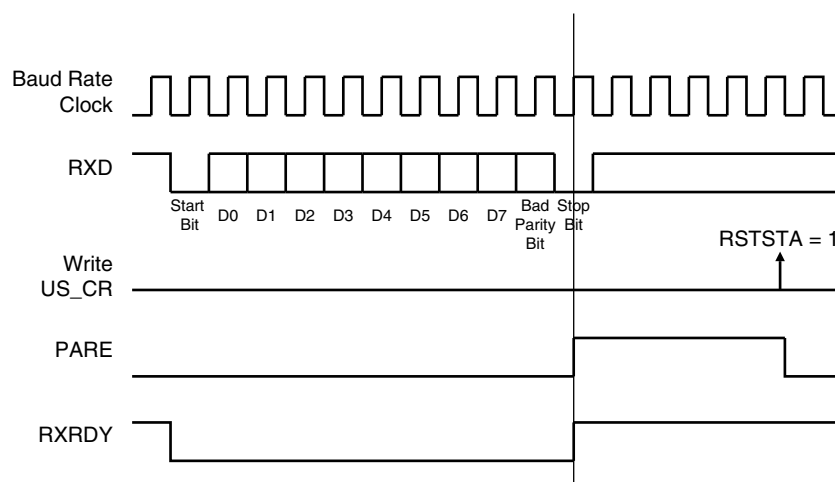 Baud Rate
Clock
RXD
Start
Bit
D0
D1
D2
D3
D4
D5
D6
D7
Bad
Parity
Bit
Stop
Bit
RSTSTA = 1
Write
US_CR
PARE
RXRDY